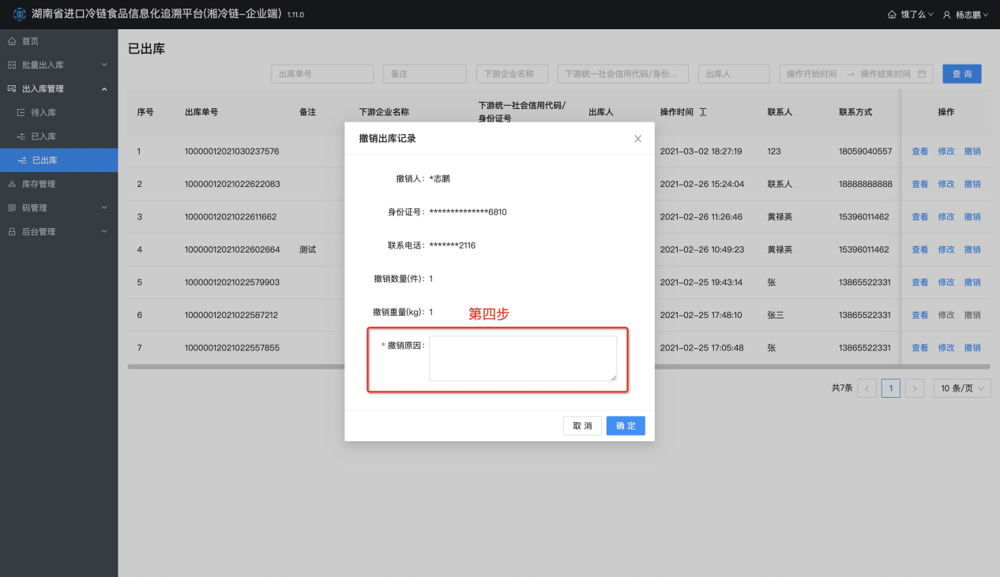 湖南省进口冷链食品信息化追溯平台(湘冷链-企业端) 1.11.0
饿了么 杨志鹏
首页
批量出入库
出入库管理
待入库
已入库
已出库
库存管理
码管理
后台管理
已出库
出库单号 备注 下游企业名称 下游统一社会信用代码/身份... 出库人 操作开始时间 → 操作结束时间 查 询
序号 出库单号 备注 下游企业名称 下游统一社会信用代码/ 出库人 操作时间 联系人 联系方式 操作
身份证号
1 10000012021030237576 2021-03-02 18:27:19 123 18059040557 查看 修改 撤销
2 10000012021022622083 2021-02-26 15:24:04 联系人 18888888888 查看 修改 撤销
3 10000012021022611662 2021-02-26 11:26:46 黄禄英 15396011462 查看 修改 撤销
4 10000012021022602664 测试 2021-02-26 10:49:23 黄禄英 15396011462 查看 修改 撤销
5 10000012021022579903 2021-02-25 19:43:14 张 13865522331 查看 修改 撤销
6 10000012021022587212 2021-02-25 17:48:10 张三 13865522331 查看 修改 撤销
7 10000012021022557855 2021-02-25 17:05:48 张 13865522331 查看 修改 撤销
共7条 < 1 > 10 条/页
撤销出库记录
撤销人: *志鹏
身份证号: **************6810
联系电话: *******2116
撤销数量(件): 1
撤销重量(kg): 1
第四步
* 撤销原因:
取 消 确 定